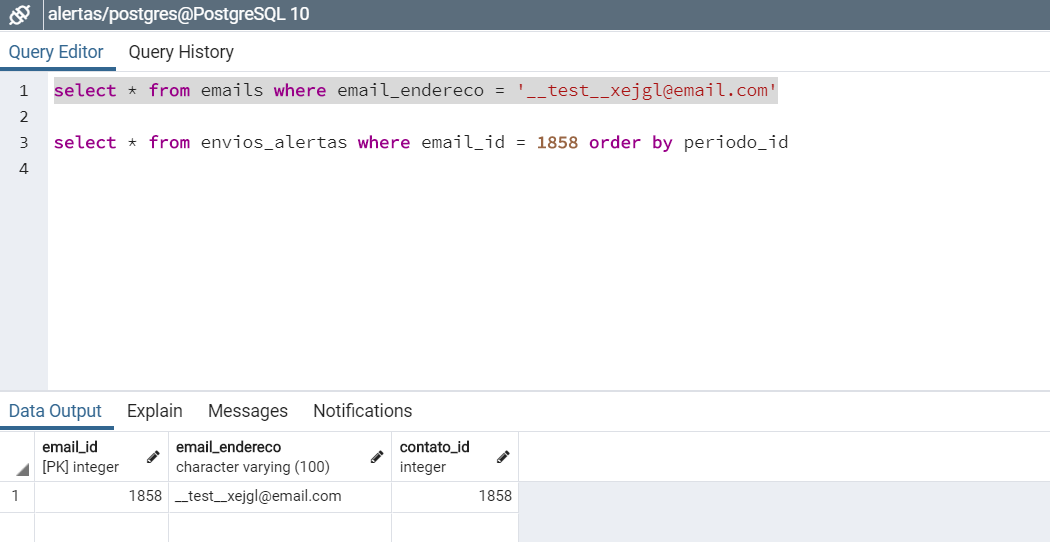 alertas/postgres@PostgreSQL 10
Query Editor Query History
1 select * from emails where email_endereco = '__test__xejgl@email.com'
2
3 select * from envios_alertas where email_id = 1858 order by periodo_id
4
Data Output Explain Messages Notifications
email_id email_endereco contato_id
[PK] integer character varying (100) integer
1 1858 __test__xejgl@email.com 1858